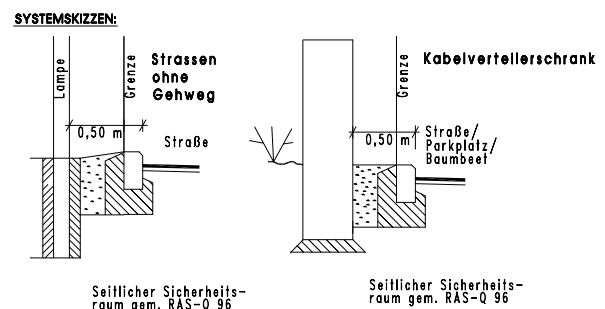 SYSTEMSKIZZEN:
Lampe
Grenze
Strassen
ohne
Gehweg
0,50 m
Straße
Seitlicher Sicherheits-
raum gem. RAS-Q 96
Grenze
Kabelverteilerschrank
0,50 m
Straße/
Parkplatz/
Baumbeet
Seitlicher Sicherheits-
raum gem. RAS-Q 96